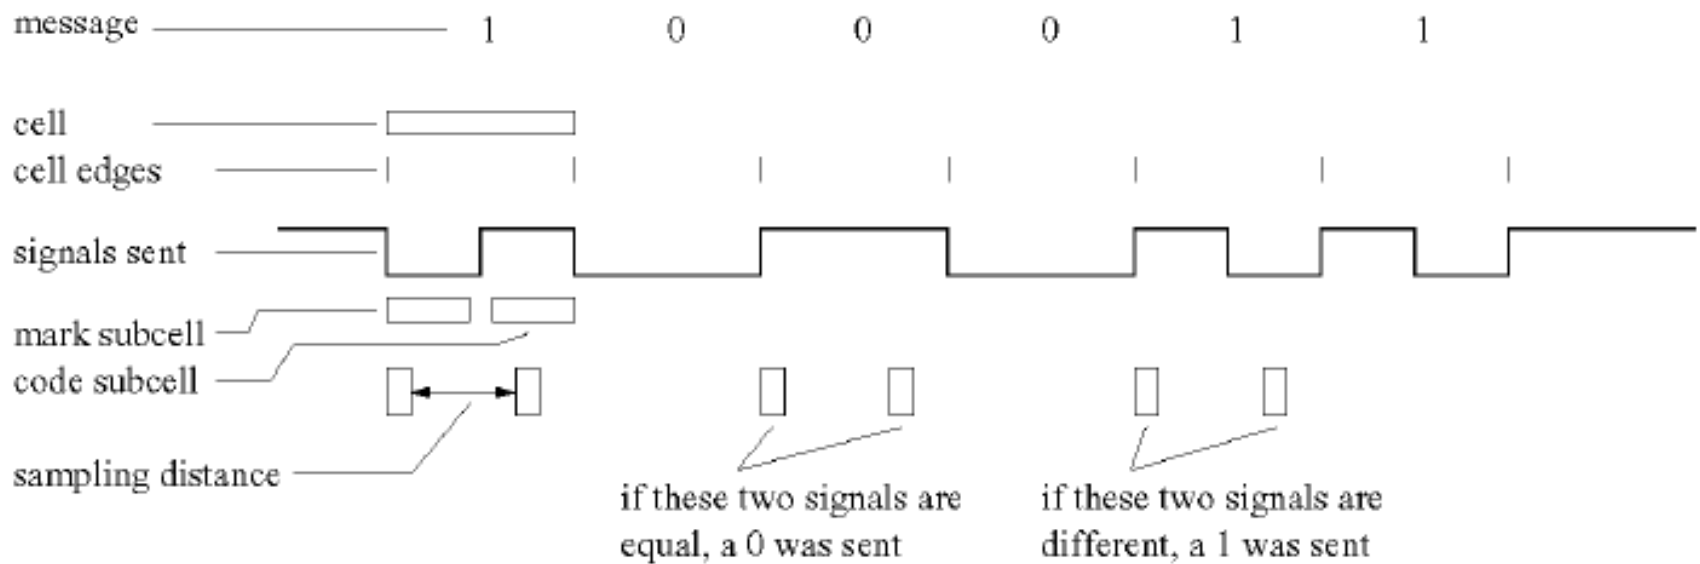 message 1 0 0 0 1 1
cell
cell edges
signals sent
mark subcell
code subcell
sampling distance
if these two signals are
equal, a 0 was sent
if these two signals are
different, a 1 was sent